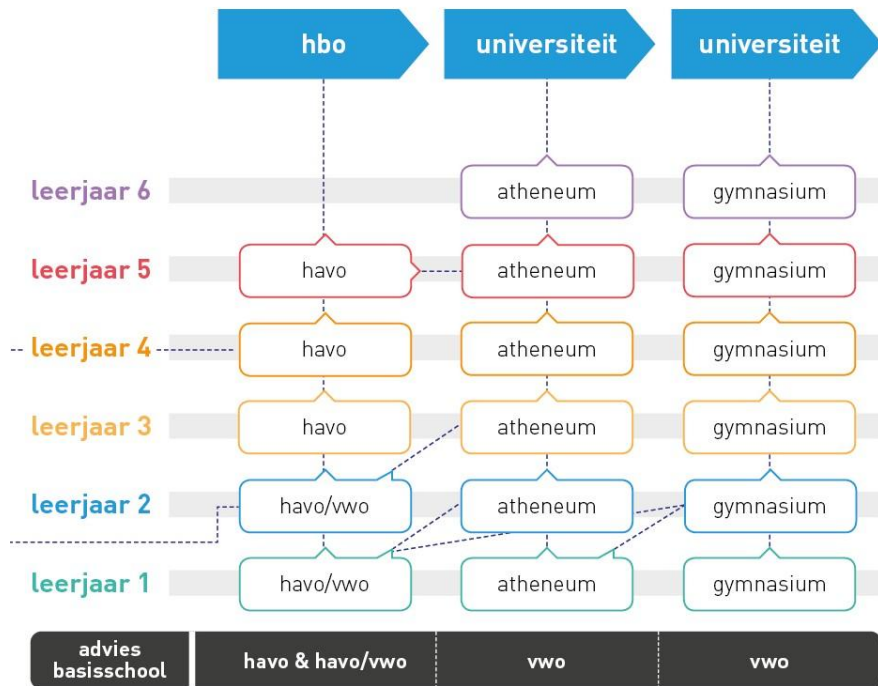 hbo universiteit universiteit
leerjaar 6 atheneum gymnasium
leerjaar 5 havo atheneum gymnasium
leerjaar 4 havo atheneum gymnasium
leerjaar 3 havo atheneum gymnasium
leerjaar 2 havo/vwo atheneum gymnasium
leerjaar 1 havo/vwo atheneum gymnasium
advies
basisschool havo & havo/vwo vwo vwo